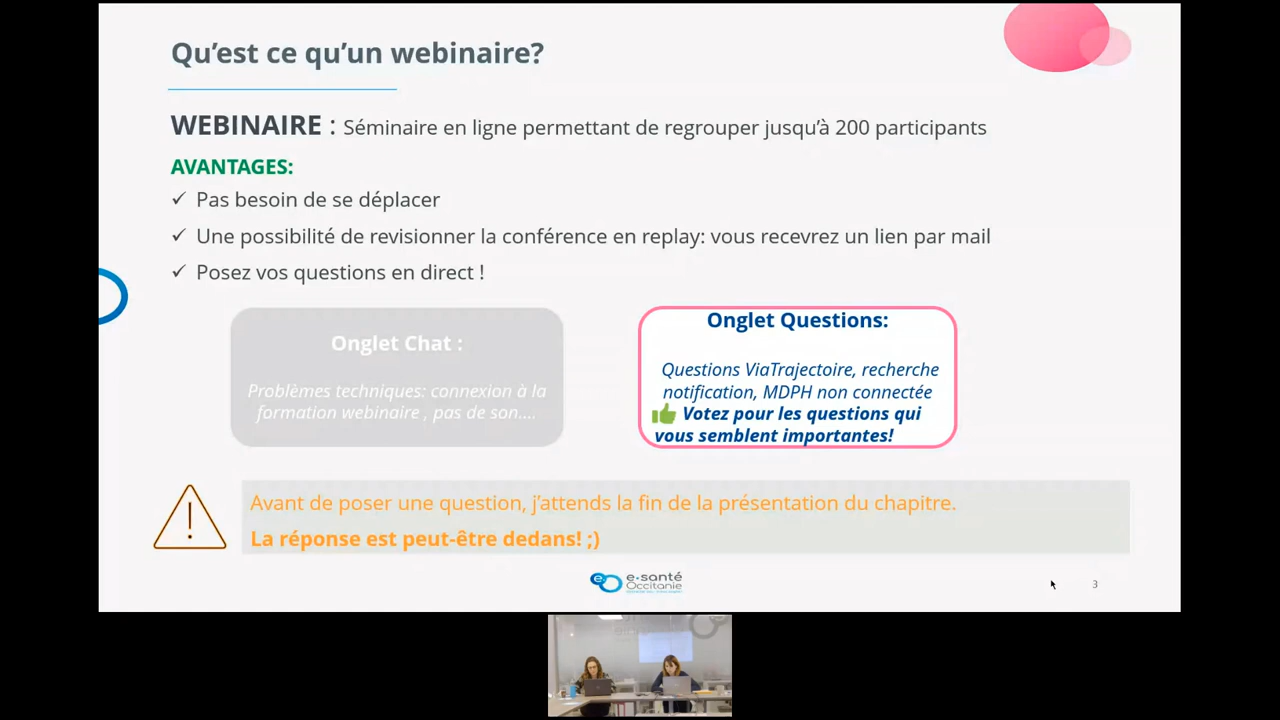 Qu’est ce qu’un webinaire?
WEBINAIRE : Séminaire en ligne permettant de regrouper jusqu’à 200 participants
AVANTAGES:
✓ Pas besoin de se déplacer
✓ Une possibilité de revisionner la conférence en replay: vous recevrez un lien par mail
✓ Posez vos questions en direct !
Onglet Chat :
Problèmes techniques: connexion à la
formation webinaire , pas de son....
Onglet Questions:
Questions ViaTrajectoire, recherche
notification, MDPH non connectée
👍 Votez pour les questions qui
vous semblent importantes!
Avant de poser une question, j’attends la fin de la présentation du chapitre.
La réponse est peut-être dedans! ;)
e-santé
Occitanie
3